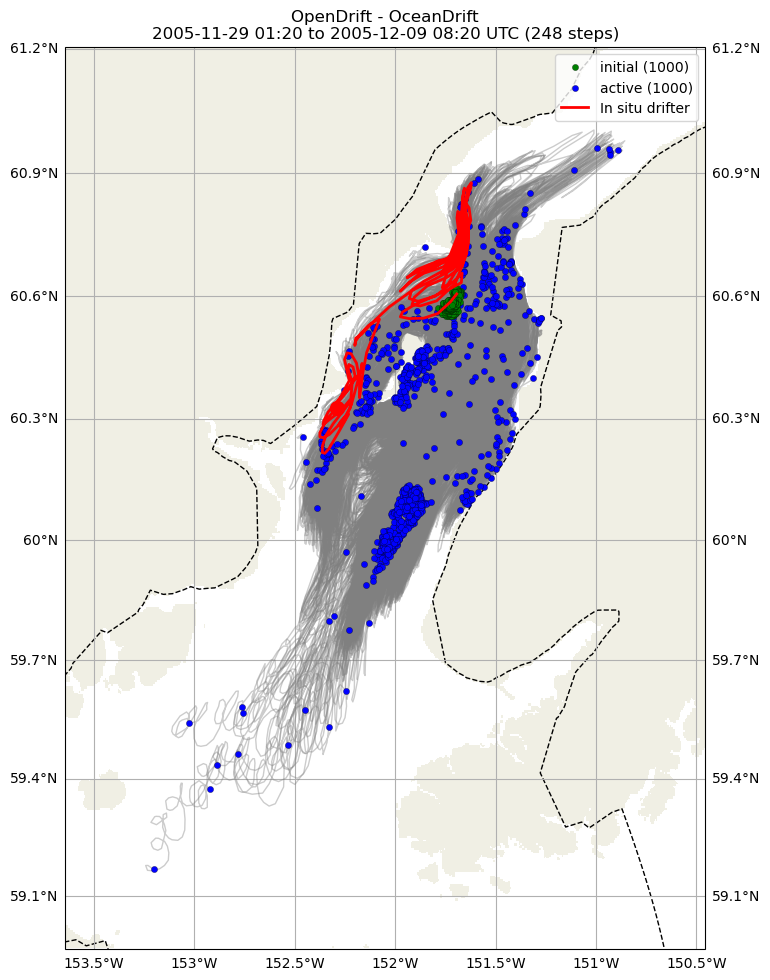 OpenDrift - OceanDrift
2005-11-29 01:20 to 2005-12-09 08:20 UTC (248 steps)
initial (1000)
active (1000)
In situ drifter
61.2°N 61.2°N
60.9°N 60.9°N
60.6°N 60.6°N
60.3°N 60.3°N
60°N 60°N
59.7°N 59.7°N
59.4°N 59.4°N
59.1°N 59.1°N
153.5°W 153°W 152.5°W 152°W 151.5°W 151°W 150.5°W